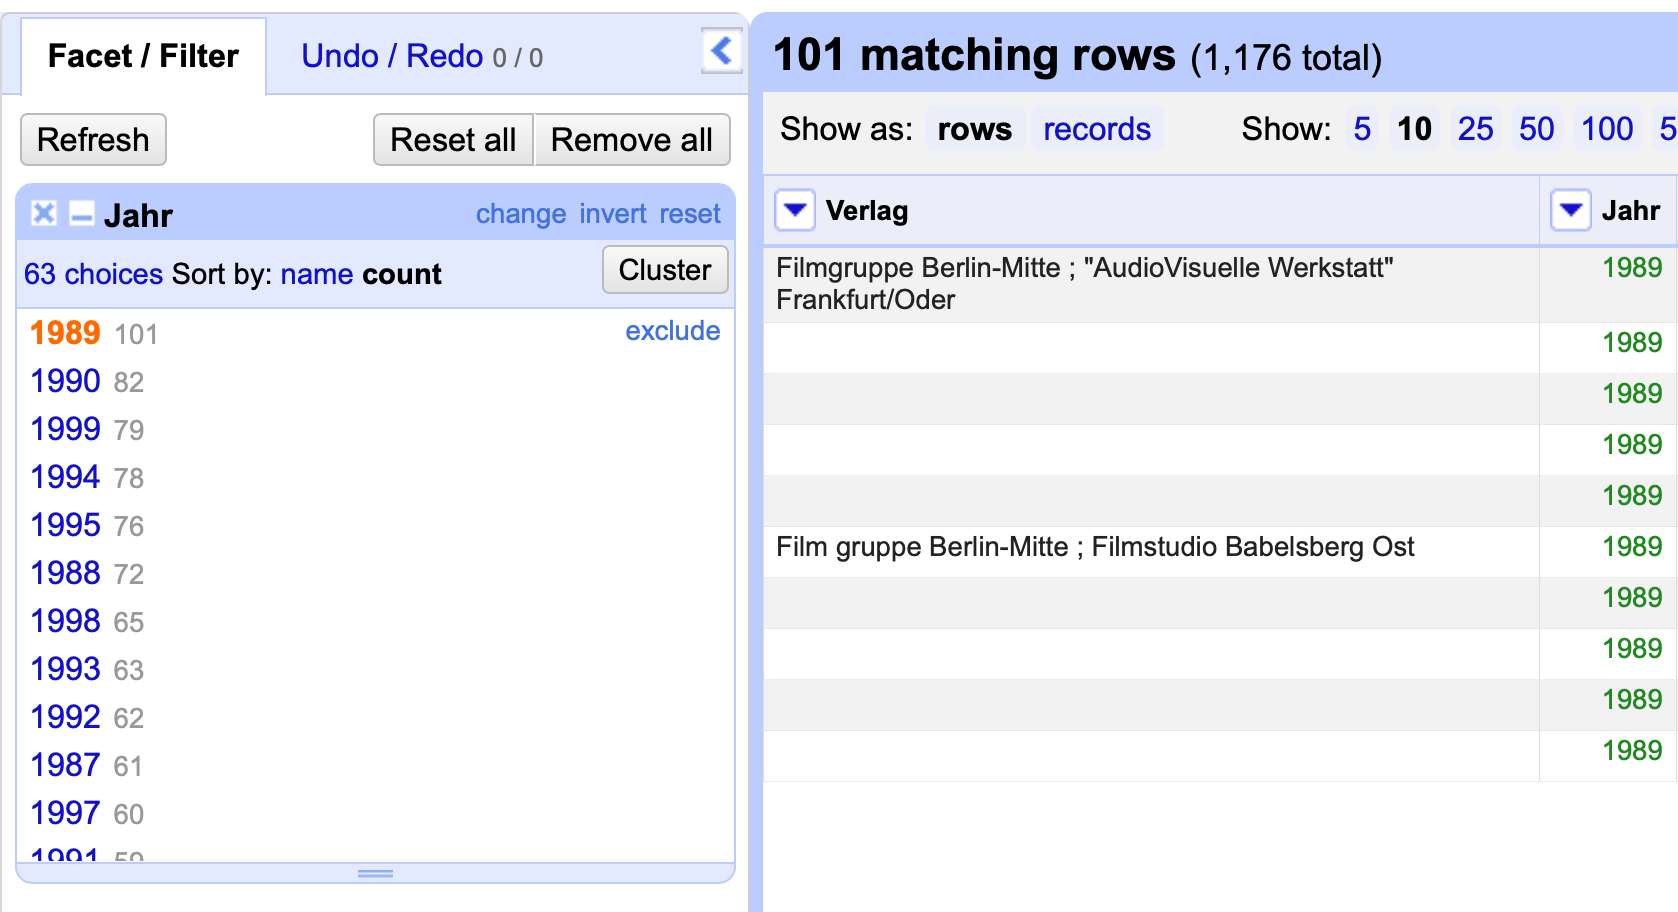 Facet / Filter
Undo / Redo 0 / 0
Refresh
Reset all
Remove all
Jahr
change invert reset
63 choices Sort by: name count
Cluster
1989 101
exclude
1990 82
1999 79
1994 78
1995 76
1988 72
1998 65
1993 63
1992 62
1987 61
1997 60
1991 59
101 matching rows (1,176 total)
Show as: rows records
Show: 5 10 25 50 100 5
Verlag
Jahr
Filmgruppe Berlin-Mitte ; "AudioVisuelle Werkstatt"
Frankfurt/Oder
1989
1989
1989
1989
1989
Film gruppe Berlin-Mitte ; Filmstudio Babelsberg Ost
1989
1989
1989
1989
1989